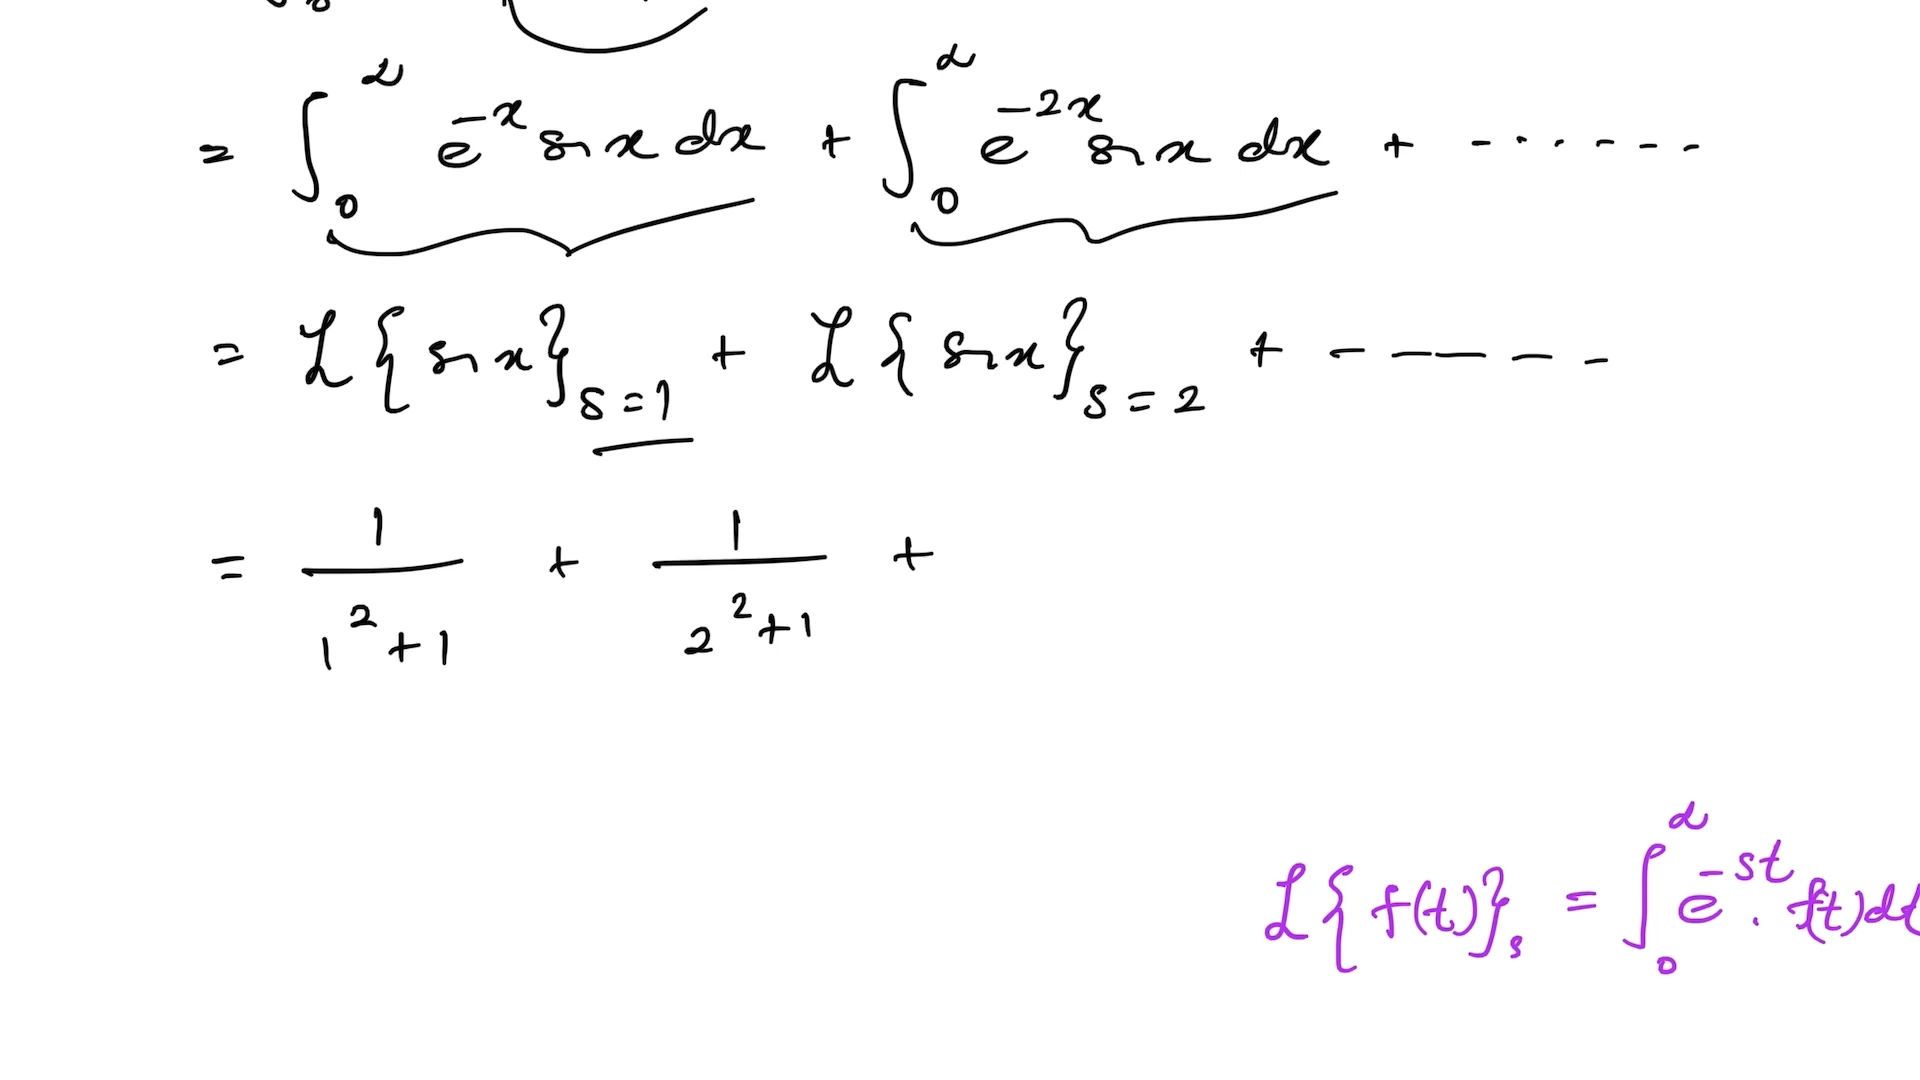 = ∫₀^∞ e^{-x} sin x dx + ∫₀^∞ e^{-2x} sin x dx + - . . . - - -
= ℒ{sin x}_{s=1} + ℒ{sin x}_{s=2} + - - - - -
= 1/(1²+1) + 1/(2²+1) +
ℒ{f(t)}_s = ∫₀^∞ e^{-st} . f(t)dt